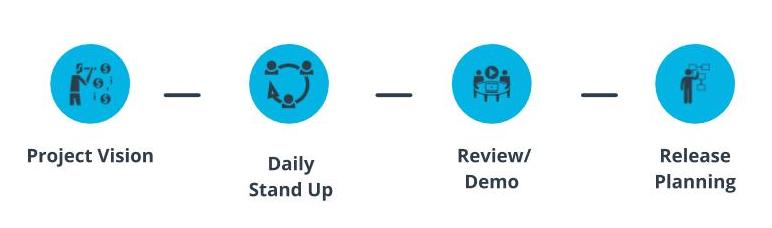 Project Vision
Daily
Stand Up
Review/
Demo
Release
Planning